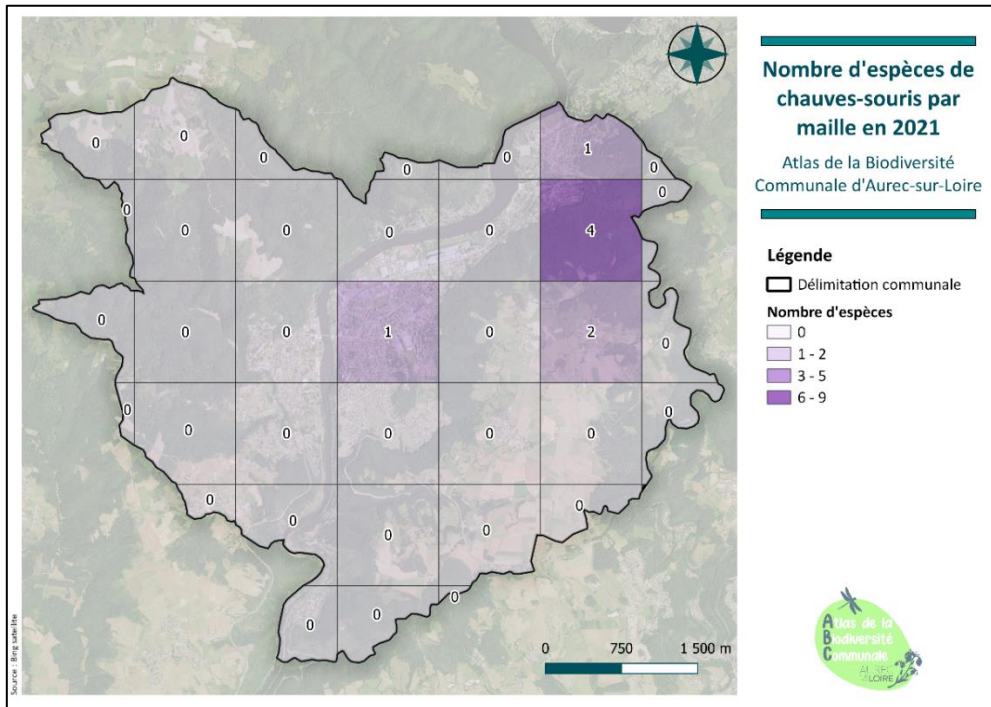 Nombre d'espèces de
chauves-souris par
maille en 2021
Atlas de la Biodiversité
Communale d'Aurec-sur-Loire
Légende
Délimitation communale
Nombre d'espèces
0
1 - 2
3 - 5
6 - 9
0 0 0 0 0 1 0
0 0 0 0 0 4 0
0 0 0 1 0 2 0
0 0 0 0 0 0 0
0 0 0 0 0
0 0 0
0 750 1 500 m
Source : Bing satellite
Atlas de la
Biodiversité
Communale
AUREC
LOIRE